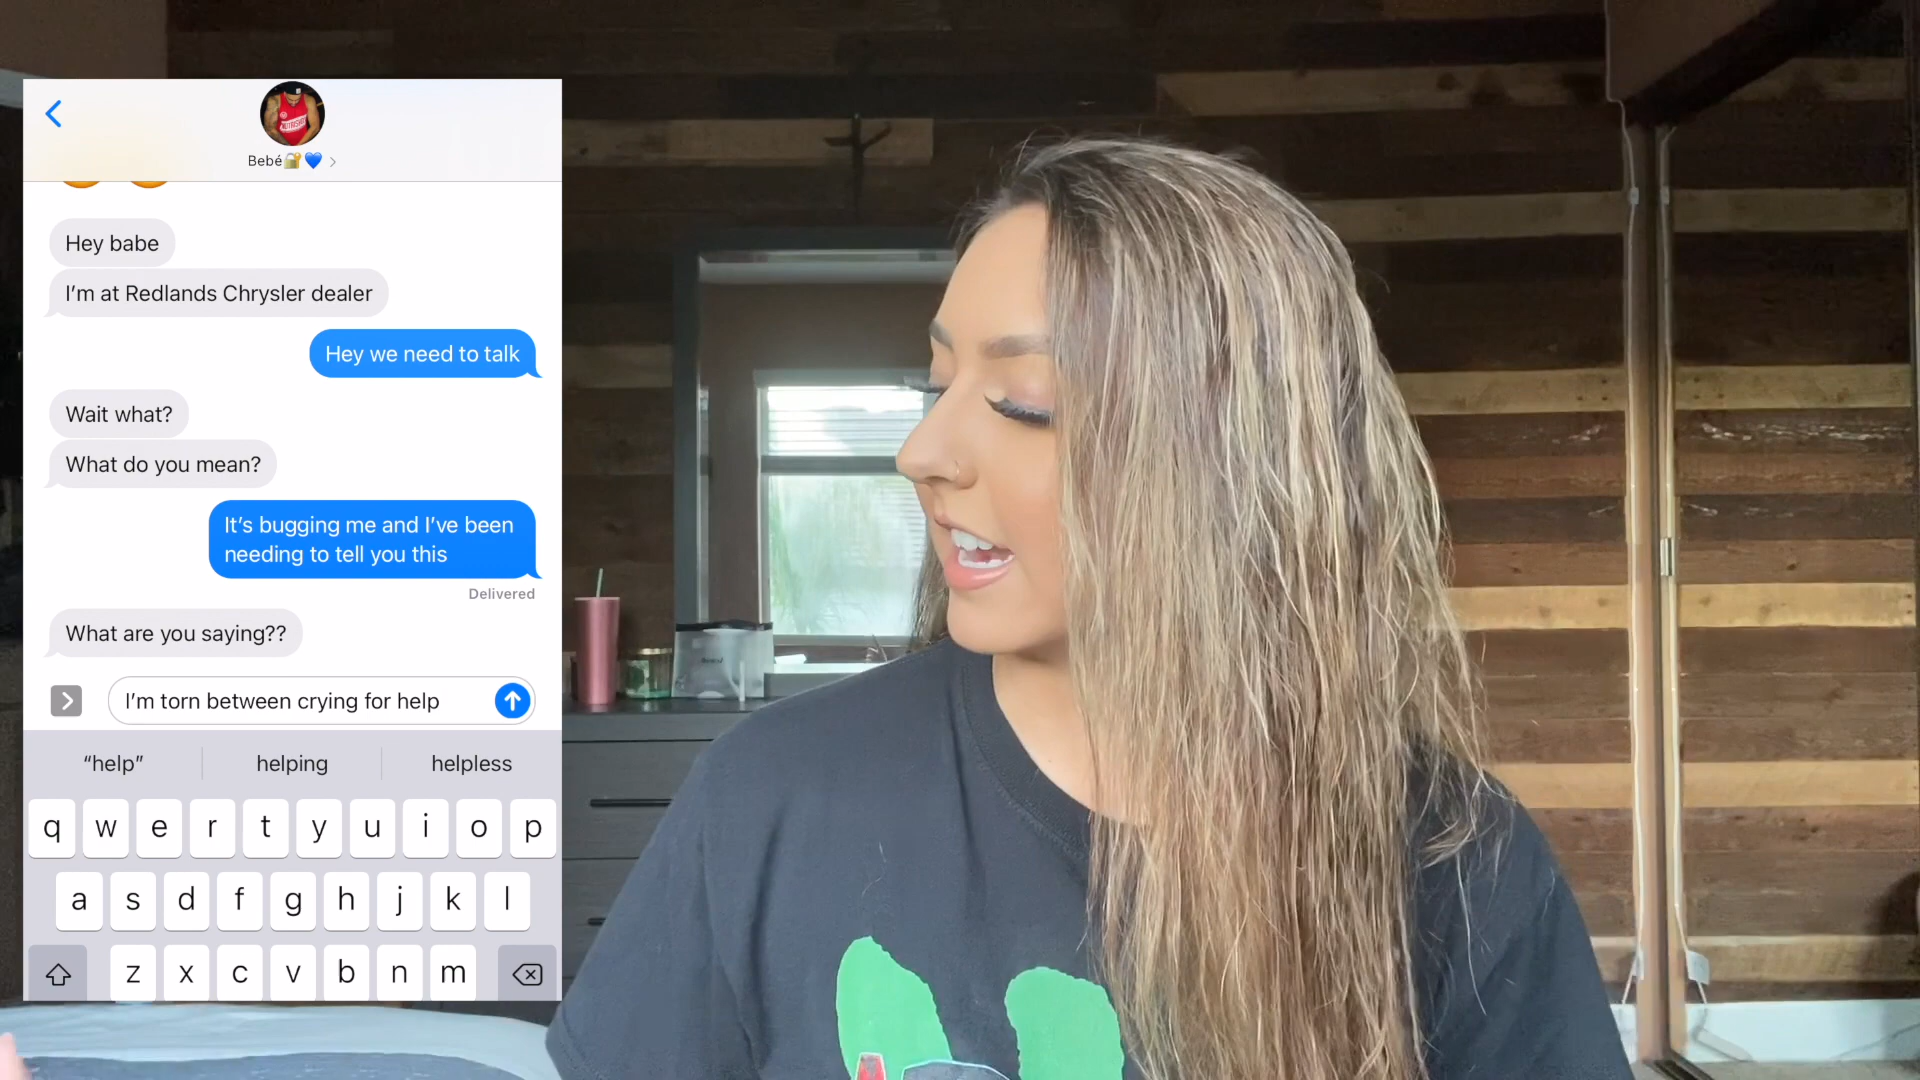 Bebé🔐💙 >
Hey babe
I'm at Redlands Chrysler dealer
Hey we need to talk
Wait what?
What do you mean?
It's bugging me and I've been
needing to tell you this
Delivered
What are you saying??
I'm torn between crying for help
“help” helping helpless
q w e r t y u i o p
a s d f g h j k l
z x c v b n m